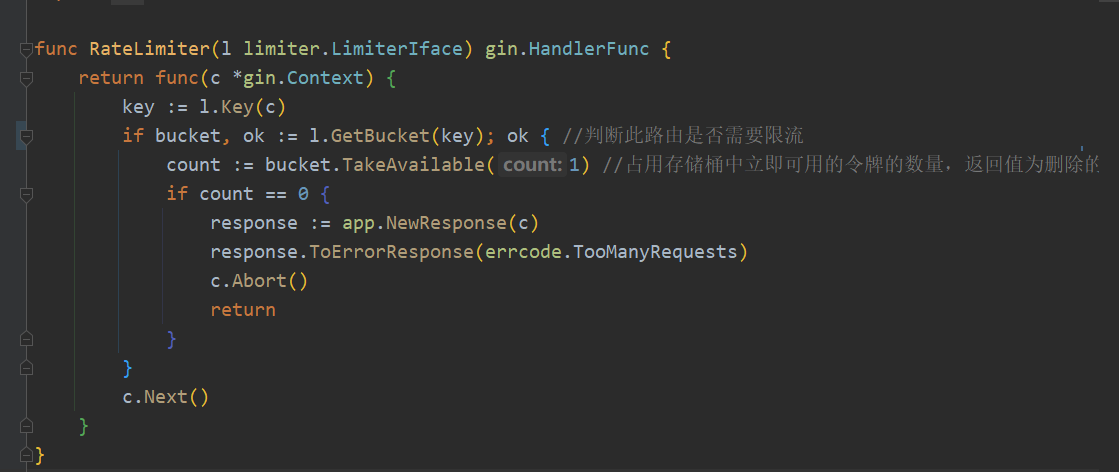 func RateLimiter(l limiter.LimiterIface) gin.HandlerFunc {
return func(c *gin.Context) {
key := l.Key(c)
if bucket, ok := l.GetBucket(key); ok { //判断此路由是否需要限流
count := bucket.TakeAvailable( count: 1) //占用存储桶中立即可用的令牌的数量，返回值为删除的
if count == 0 {
response := app.NewResponse(c)
response.ToErrorResponse(errcode.TooManyRequests)
c.Abort()
return
}
}
c.Next()
}
}